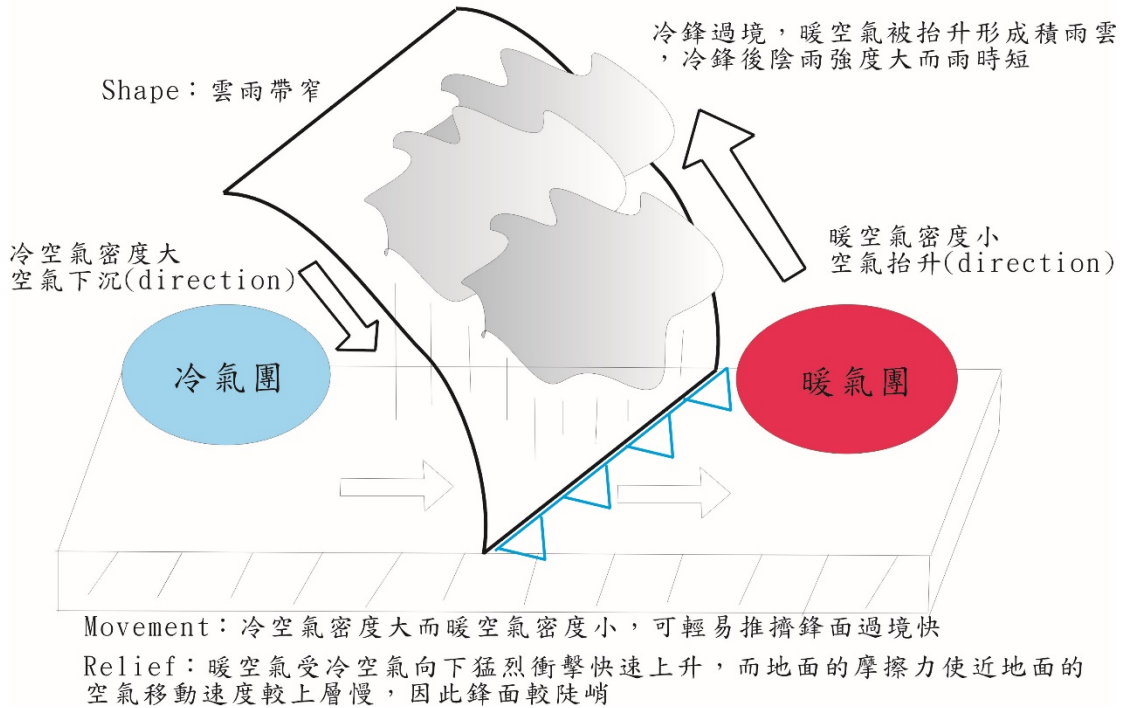 冷鋒過境，暖空氣被抬升形成積雨雲
，冷鋒後陰雨強度大而雨時短
Shape：雲雨帶窄
冷空氣密度大
空氣下沉(direction)
暖空氣密度小
空氣抬升(direction)
冷氣團
暖氣團
Movement：冷空氣密度大而暖空氣密度小，可輕易推擠鋒面過境快
Relief：暖空氣受冷空氣向下猛烈衝擊快速上升，而地面的摩擦力使近地面的
空氣移動速度較上層慢，因此鋒面較陡峭